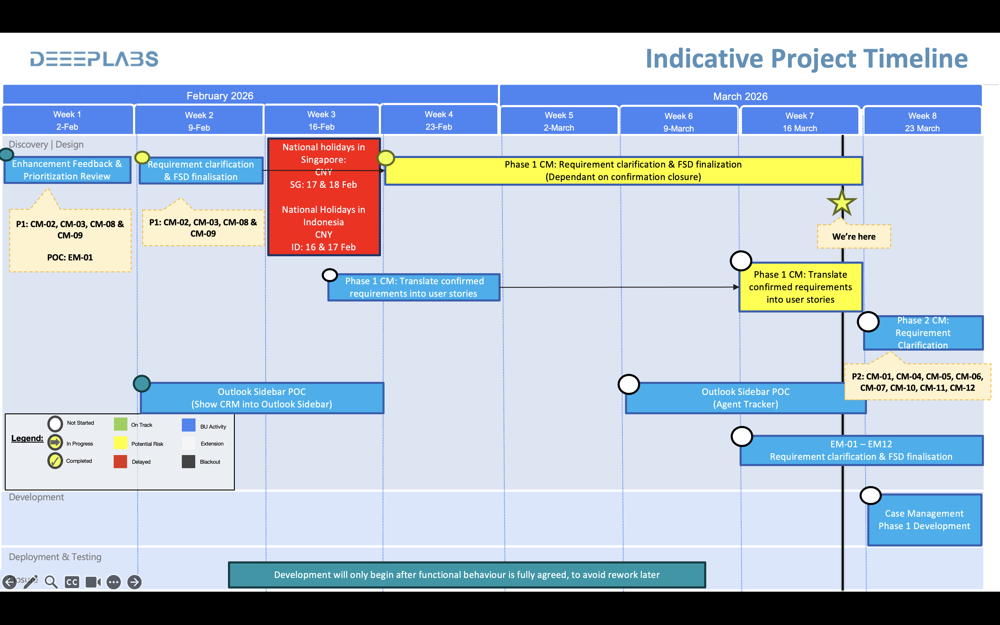 DEEEPLABS
Indicative Project Timeline
February 2026
March 2026
Week 1
2-Feb
Week 2
9-Feb
Week 3
16-Feb
Week 4
23-Feb
Week 5
2-March
Week 6
9-March
Week 7
16 March
Week 8
23 March
Discovery | Design
Enhancement Feedback &
Prioritization Review
Requirement clarification
& FSD finalisation
National holidays in
Singapore:
CNY
SG: 17 & 18 Feb
National Holidays in
Indonesia
CNY
ID: 16 & 17 Feb
Phase 1 CM: Requirement clarification & FSD finalization
(Dependant on confirmation closure)
P1: CM-02, CM-03, CM-08 &
CM-09
POC: EM-01
P1: CM-02, CM-03, CM-08 &
CM-09
We’re here
Phase 1 CM: Translate confirmed
requirements into user stories
Phase 1 CM: Translate
confirmed requirements
into user stories
Phase 2 CM:
Requirement
Clarification
P2: CM-01, CM-04, CM-05, CM-06,
CM-07, CM-10, CM-11, CM-12
Outlook Sidebar POC
(Show CRM into Outlook Sidebar)
Outlook Sidebar POC
(Agent Tracker)
Legend:
Not Started
On Track
BU Activity
In Progress
Potential Risk
Extension
Completed
Delayed
Blackout
EM-01 – EM12
Requirement clarification & FSD finalisation
Development
Case Management
Phase 1 Development
Deployment & Testing
Development will only begin after functional behaviour is fully agreed, to avoid rework later
Closure
CC